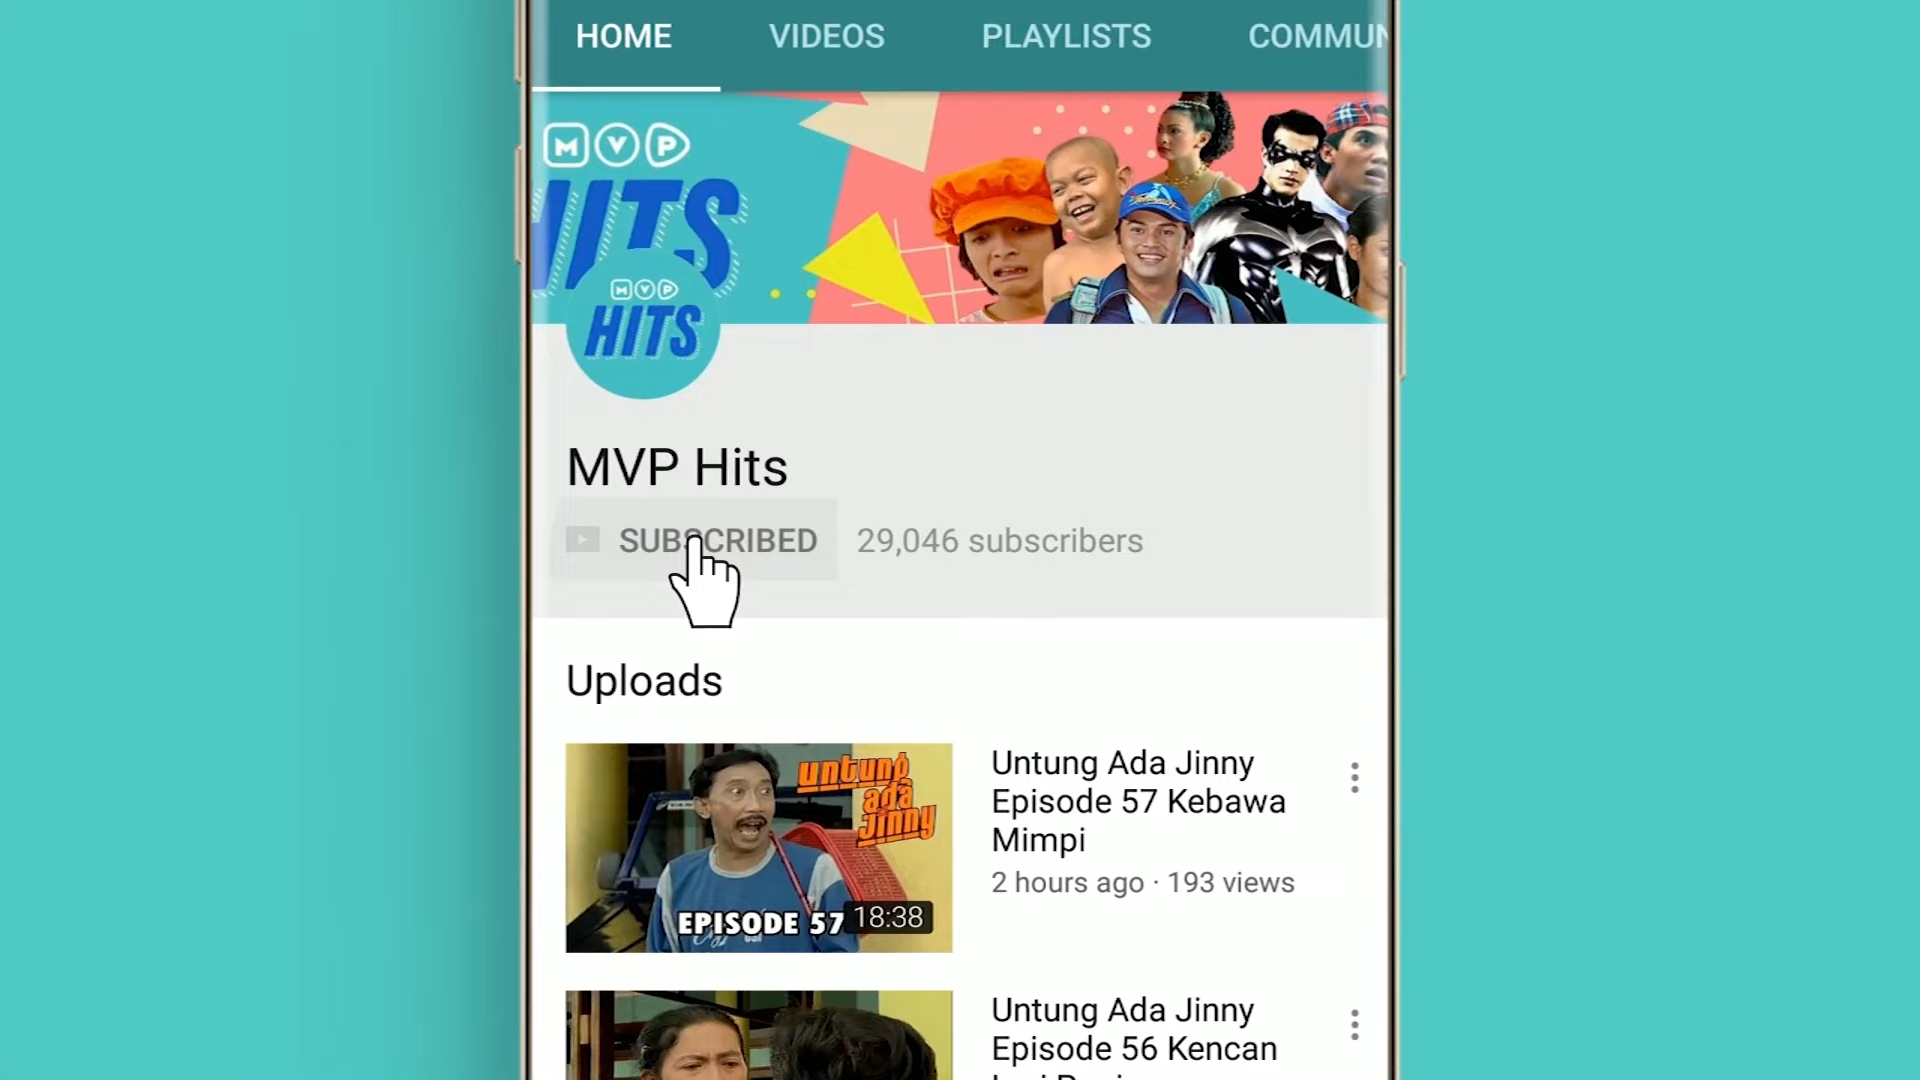 HOME VIDEOS PLAYLISTS COMMUN
MVP
HITS
MVP
HITS
MVP Hits
SUBSCRIBED 29,046 subscribers
Uploads
Untung Ada Jinny
Episode 57 Kebawa
Mimpi
2 hours ago · 193 views
untung
ada
jinny
EPISODE 57
18:38
Untung Ada Jinny
Episode 56 Kencan